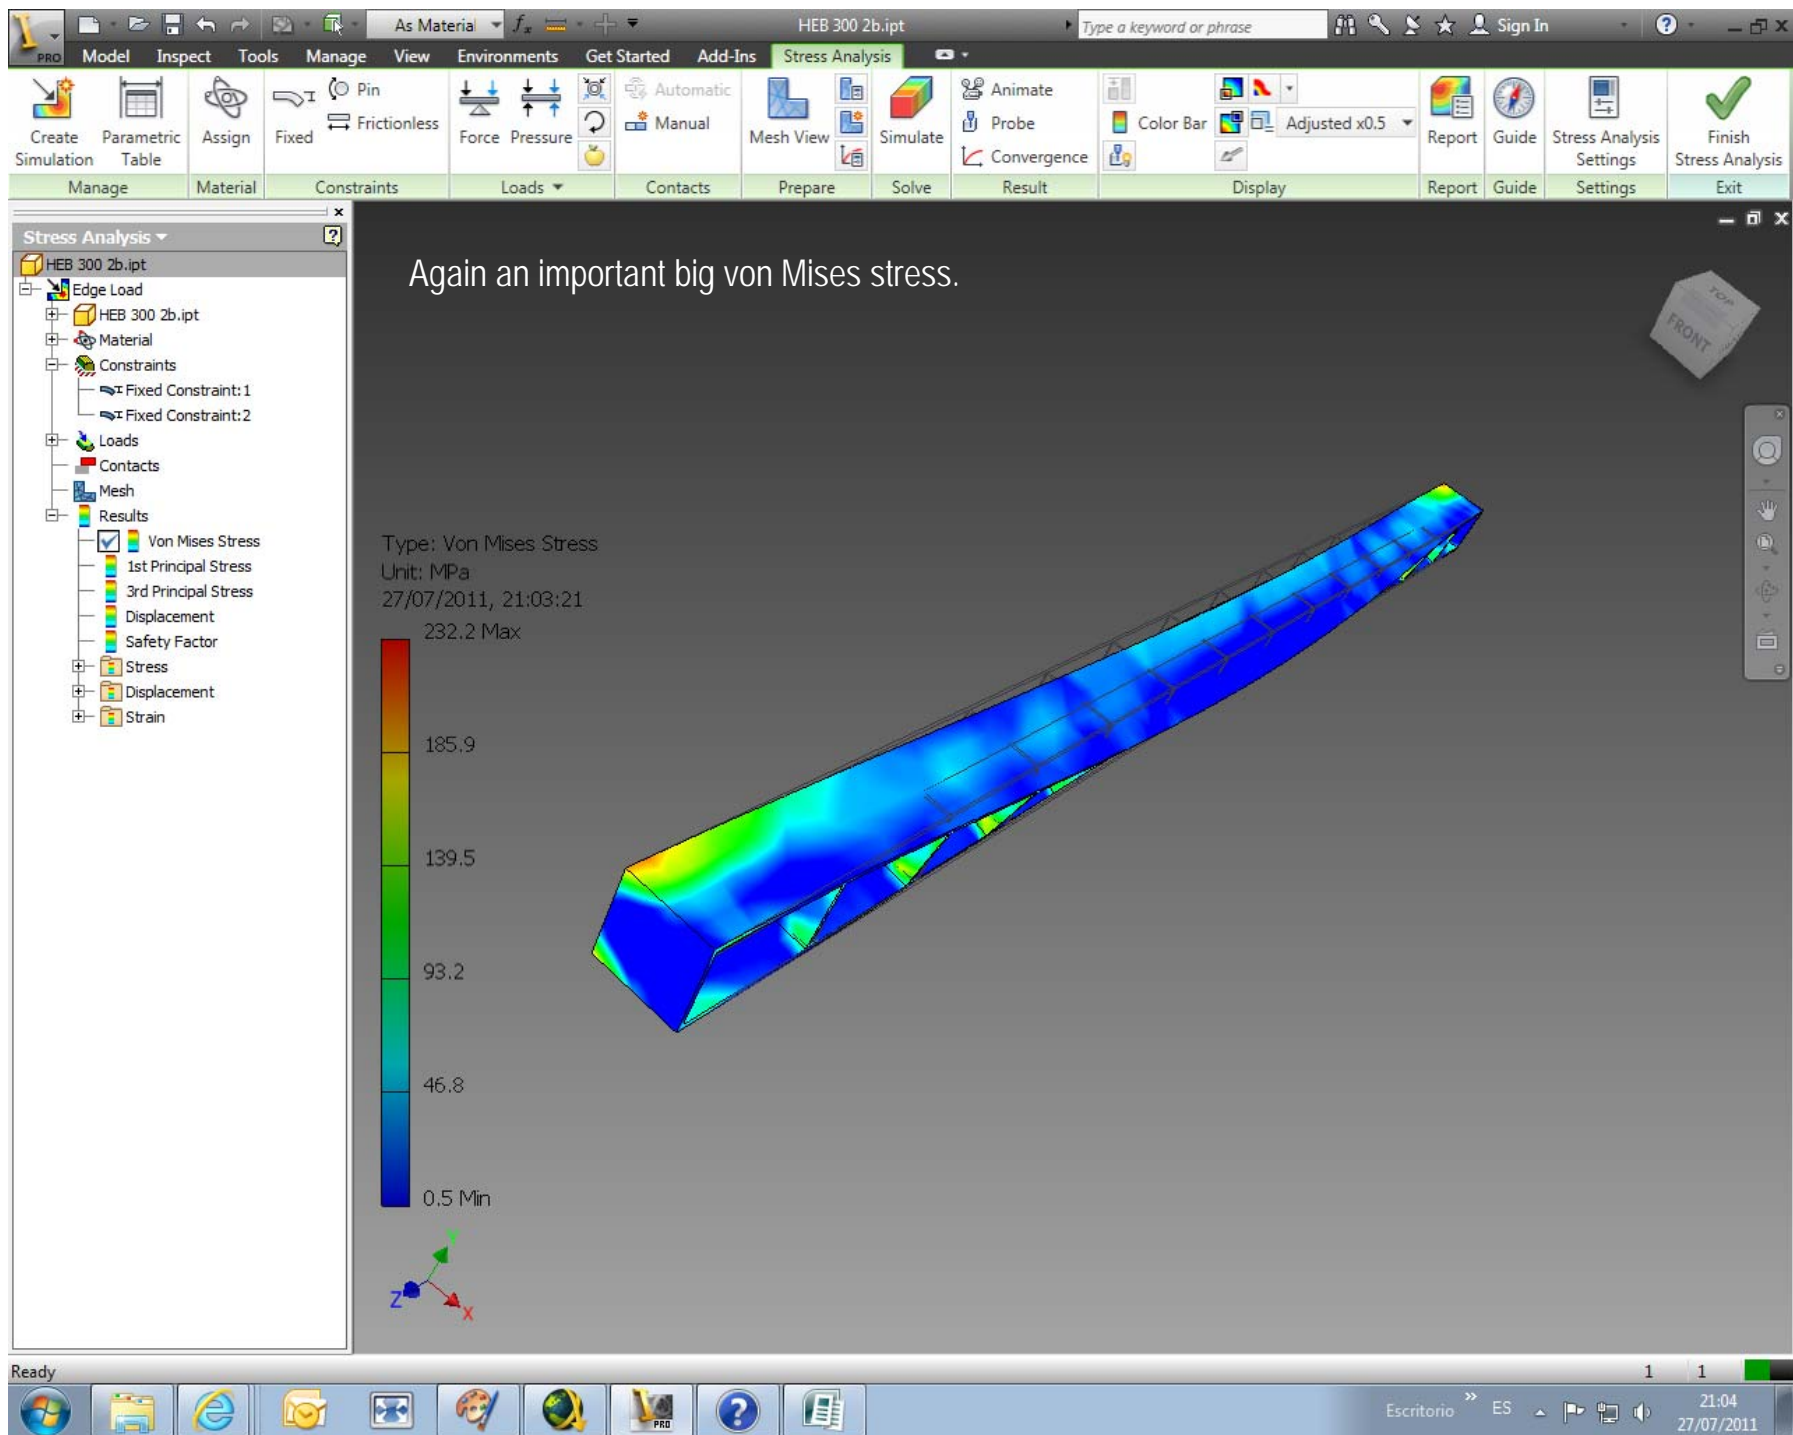 As Material
HEB 300 2b.ipt
Type a keyword or phrase
Sign In
PRO
Model Inspect Tools Manage View Environments Get Started Add-Ins Stress Analysis
Create Simulation
Parametric Table
Assign
Fixed
Pin
Frictionless
Force
Pressure
Automatic
Manual
Mesh View
Simulate
Animate
Probe
Convergence
Color Bar
Adjusted x0.5
Report
Guide
Stress Analysis Settings
Finish Stress Analysis
Manage
Material
Constraints
Loads
Contacts
Prepare
Solve
Result
Display
Report
Guide
Settings
Exit
Stress Analysis
HEB 300 2b.ipt
Edge Load
HEB 300 2b.ipt
Material
Constraints
Fixed Constraint:1
Fixed Constraint:2
Loads
Contacts
Mesh
Results
Von Mises Stress
1st Principal Stress
3rd Principal Stress
Displacement
Safety Factor
Stress
Displacement
Strain
Again an important big von Mises stress.
TOP
FRONT
Type: Von Mises Stress
Unit: MPa
27/07/2011, 21:03:21
232.2 Max
185.9
139.5
93.2
46.8
0.5 Min
Y
Z
X
Ready
1 1
PRO
Escritorio
ES
21:04
27/07/2011